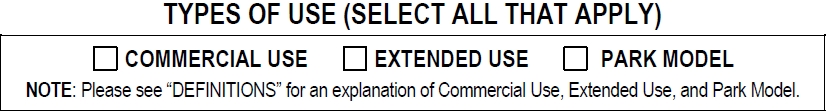 TYPES OF USE (SELECT ALL THAT APPLY)
☐ COMMERCIAL USE ☐ EXTENDED USE ☐ PARK MODEL
NOTE: Please see “DEFINITIONS” for an explanation of Commercial Use, Extended Use, and Park Model.